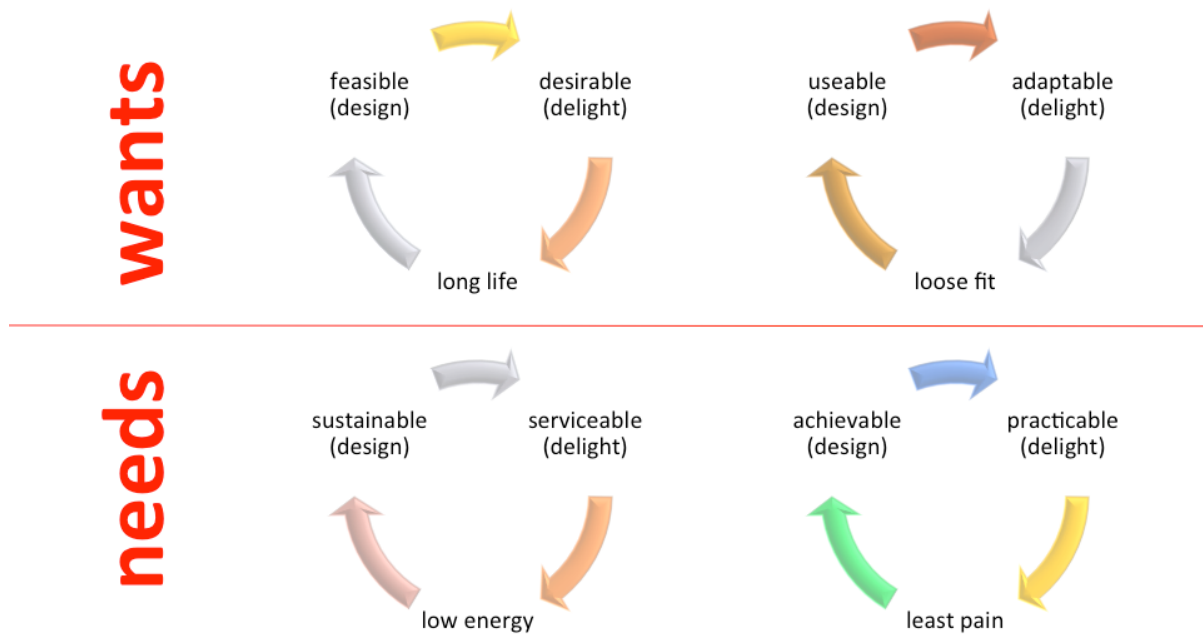 wants
feasible
(design)
desirable
(delight)
long life
useable
(design)
adaptable
(delight)
loose fit
needs
sustainable
(design)
serviceable
(delight)
low energy
achievable
(design)
practicable
(delight)
least pain